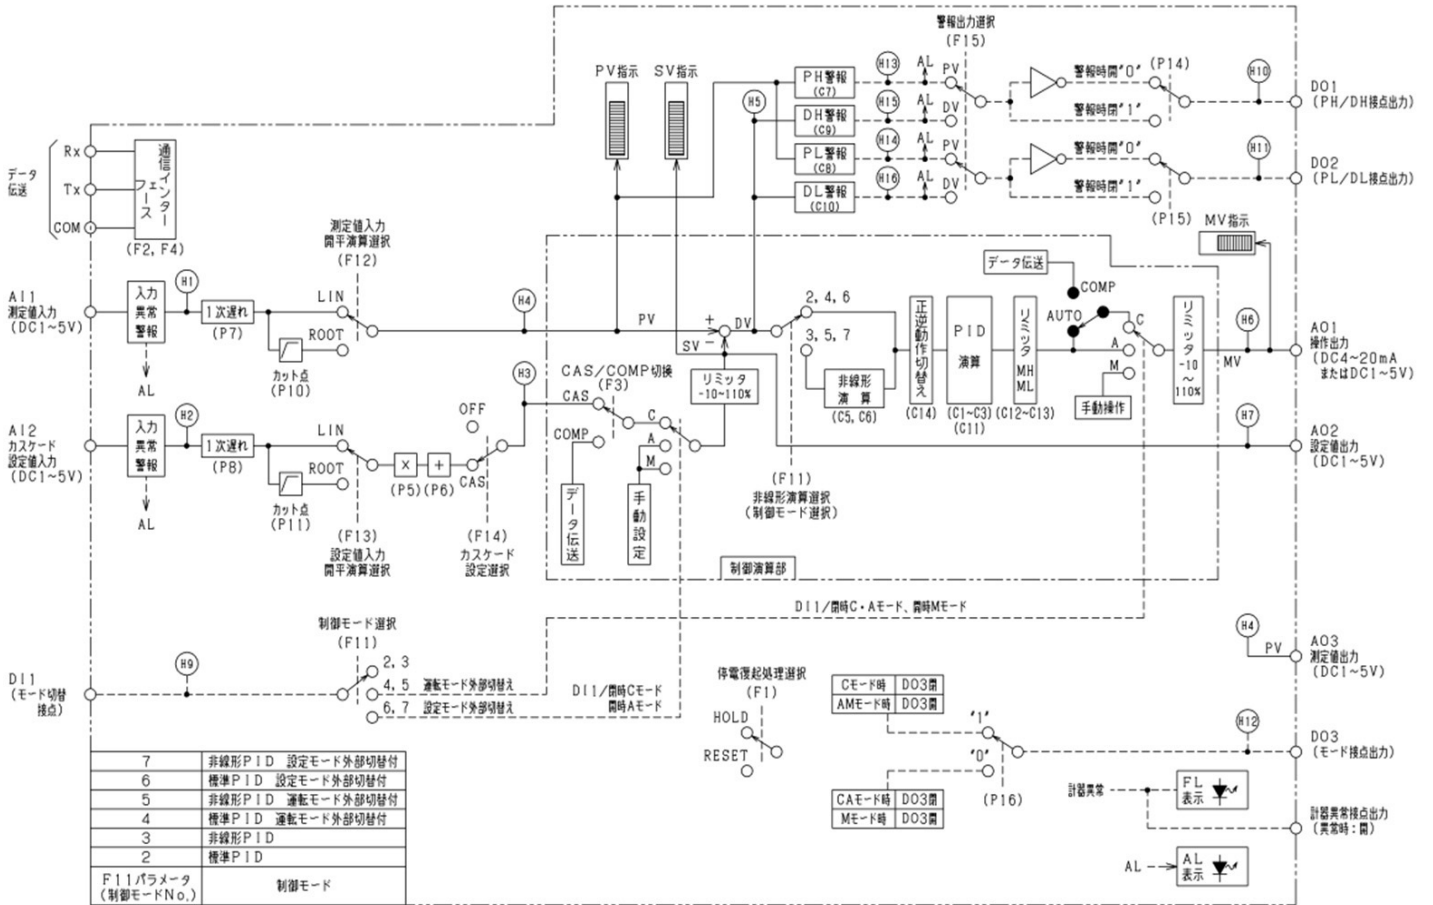 警報出力選択
(F15)
PV指示 SV指示
H13 AL PV
PH警報
(C7)
H5
H15 AL DV
DH警報
(C9)
H14 AL PV
PL警報
(C8)
H16 AL DV
DL警報
(C10)
警報時開"0" (P14)
警報時閉"1"
H10
DO1
(PH/DH接点出力)
警報時開"0"
警報時閉"1"
(P15)
H11
DO2
(PL/DL接点出力)
MV指示
データ
伝送
Rx
Tx
COM
通信インター
フェース
(F2, F4)
測定値入力
開平演算選択
(F12)
AI1
測定値入力
(DC1~5V)
入力
異常
警報
AL
H1
1次遅れ
(P7)
LIN
ROOT
カット点
(P10)
H4
PV
+
-
DV
SV
リミッタ
-10~110%
2, 4, 6
3, 5, 7
非線形
演算
(C5, C6)
正逆動作切替え
(C14)
PID
演算
(C1~C3)
(C11)
リミッタ
MH
ML
(C12~C13)
データ伝送
COMP
AUTO
C
A
M
手動操作
リミッタ
-10
~
110%
MV
H6
AO1
操作出力
(DC4~20mA
またはDC1~5V)
AI2
カスケード
設定値入力
(DC1~5V)
入力
異常
警報
AL
H2
1次遅れ
(P8)
LIN
ROOT
カット点
(P11)
(F13)
設定値入力
開平演算選択
×
(P5)
+
(P6)
OFF
CAS
(F14)
カスケード
設定選択
H3
CAS/COMP切換
(F3)
CAS
COMP
C
A
M
データ伝送
手動設定
(F11)
非線形演算選択
(制御モード選択)
制御演算部
H7
AO2
設定値出力
(DC1~5V)
DI1/閉時C・Aモード、開時Mモード
制御モード選択
(F11)
DI1
(モード切替
接点)
H9
2, 3
4, 5 運転モード外部切替え
6, 7 設定モード外部切替え
DI1/閉時Cモード
開時Aモード
H4
PV
AO3
測定値出力
(DC1~5V)
停電復起処理選択
(F1)
HOLD
RESET
Cモード時 DO3閉
AMモード時 DO3開
'1'
'0'
(P16)
CAモード時 DO3閉
Mモード時 DO3開
H12
DO3
(モード接点出力)
計器異常
FL
表示
計器異常接点出力
(異常時:開)
AL
AL
表示
7 非線形PID 設定モード外部切替付
6 標準PID 設定モード外部切替付
5 非線形PID 運転モード外部切替付
4 標準PID 運転モード外部切替付
3 非線形PID
2 標準PID
F11パラメータ
(制御モードNo.)
制御モード